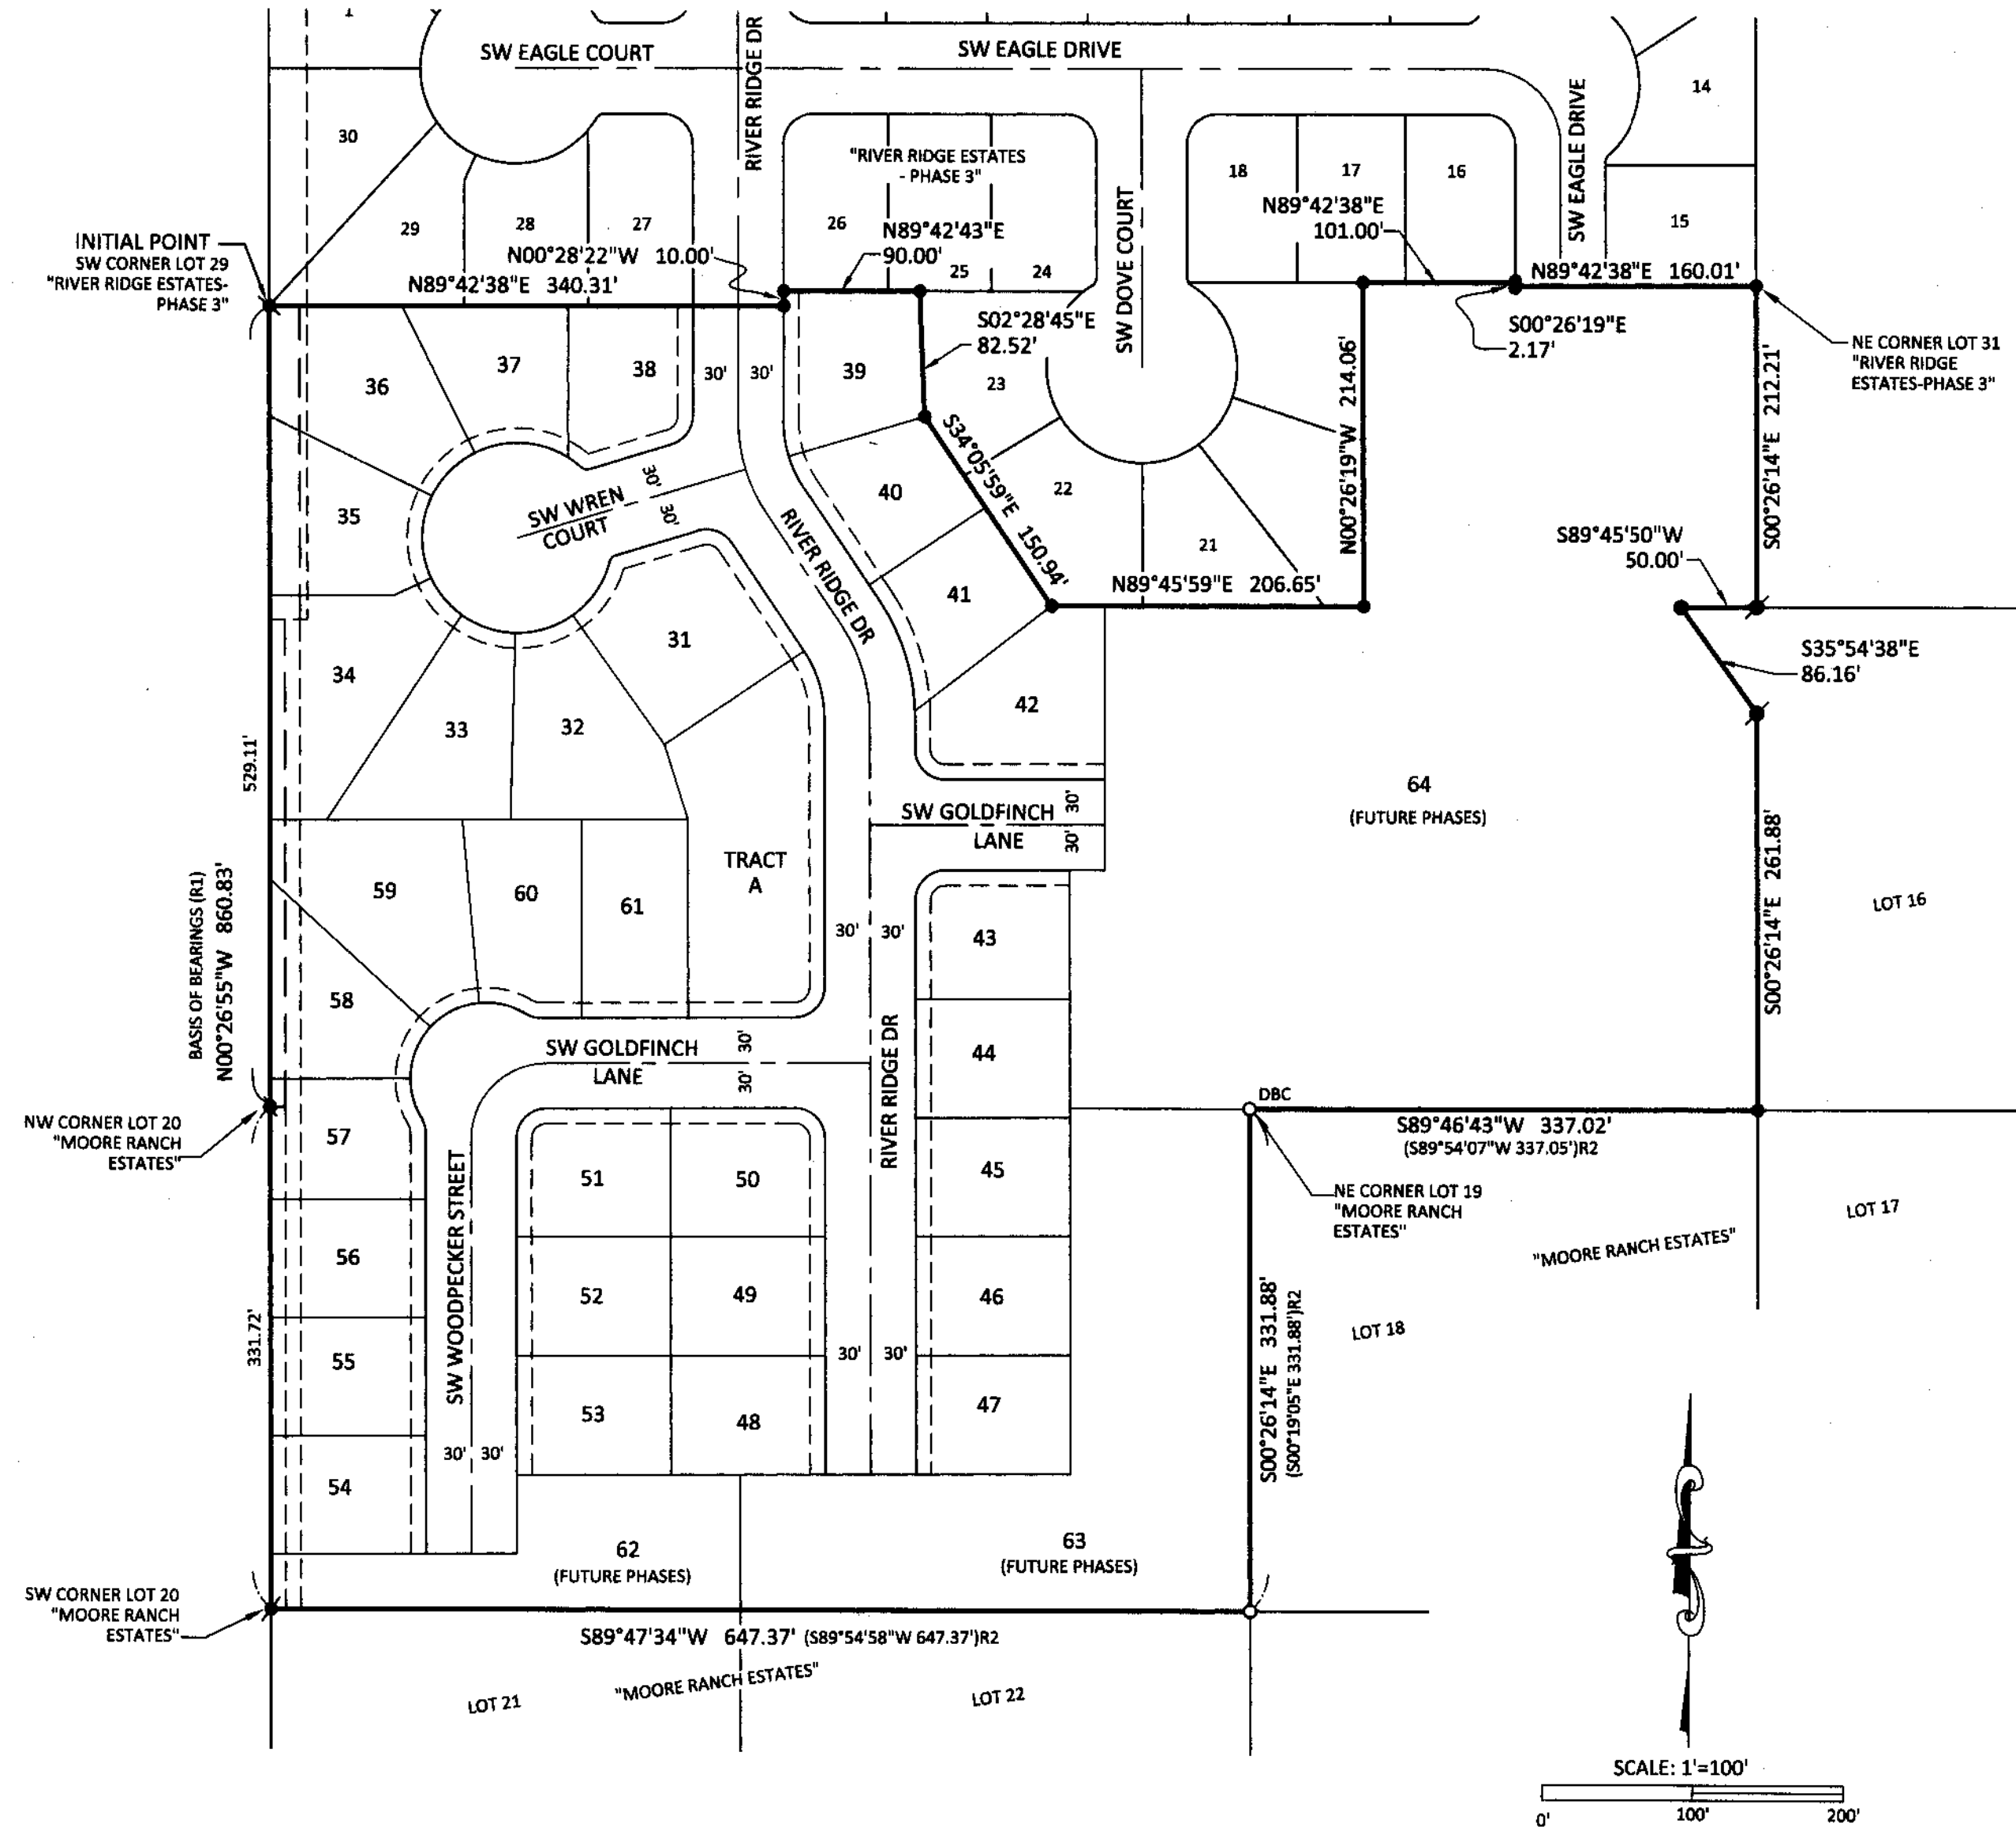 1
SW EAGLE COURT
RIVER RIDGE DR
SW EAGLE DRIVE
SW EAGLE DRIVE
14
30
"RIVER RIDGE ESTATES
- PHASE 3"
29
28
27
26
25
24
SW DOVE COURT
18
17
16
15
INITIAL POINT
SW CORNER LOT 29
"RIVER RIDGE ESTATES-
PHASE 3"
N00°28'22"W 10.00'
N89°42'38"E 340.31'
N89°42'43"E
90.00'
N89°42'38"E
101.00'
N89°42'38"E 160.01'
S02°28'45"E
82.52'
S00°26'19"E
2.17'
NE CORNER LOT 31
"RIVER RIDGE
ESTATES-PHASE 3"
36
37
38
30'
30'
39
23
N00°26'19"W 214.06'
S00°26'14"E 212.21'
35
SW WREN
COURT
30'
30'
RIVER RIDGE DR
40
S34°05'59"E 150.94'
22
21
S89°45'50"W
50.00'
41
N89°45'59"E 206.65'
34
31
33
32
42
S35°54'38"E
86.16'
529.11'
64
(FUTURE PHASES)
SW GOLDFINCH
LANE
30'
30'
BASIS OF BEARINGS (R1)
N00°26'55"W 860.83'
59
60
61
TRACT
A
30'
30'
43
S00°26'14"E 261.88'
LOT 16
58
SW GOLDFINCH
LANE
30'
30'
RIVER RIDGE DR
44
NW CORNER LOT 20
"MOORE RANCH
ESTATES"
57
DBC
S89°46'43"W 337.02'
(S89°54'07"W 337.05')R2
51
50
45
NE CORNER LOT 19
"MOORE RANCH
ESTATES"
LOT 17
"MOORE RANCH ESTATES"
56
SW WOODPECKER STREET
52
49
46
331.72'
55
30'
30'
S00°26'14"E 331.88'
(S00°19'05"E 331.88')R2
LOT 18
53
48
47
54
30'
30'
62
(FUTURE PHASES)
63
(FUTURE PHASES)
SW CORNER LOT 20
"MOORE RANCH
ESTATES"
S89°47'34"W 647.37' (S89°54'58"W 647.37')R2
LOT 21
"MOORE RANCH ESTATES"
LOT 22
SCALE: 1'=100'
0'
100'
200'